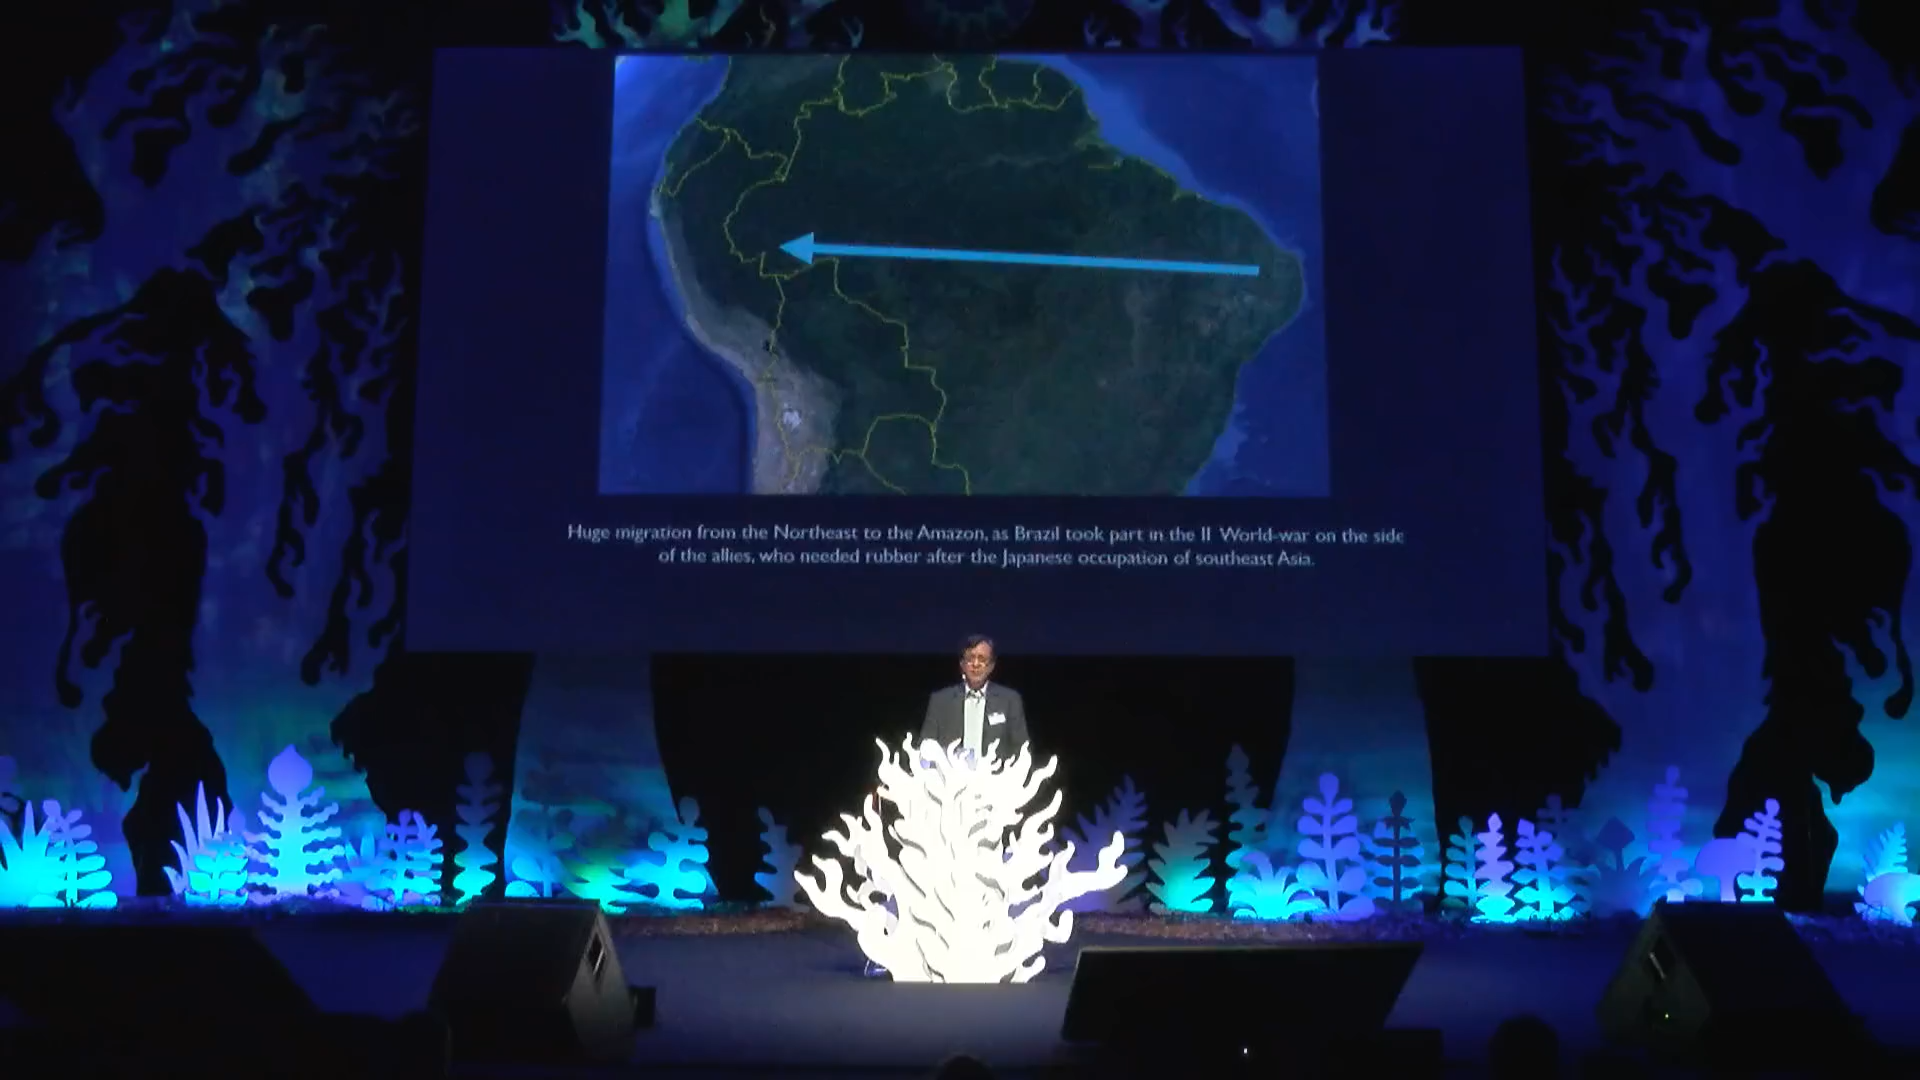 Huge migration from the Northeast to the Amazon, as Brazil took part in the II World-war on the side
of the allies, who needed rubber after the Japanese occupation of southeast Asia.